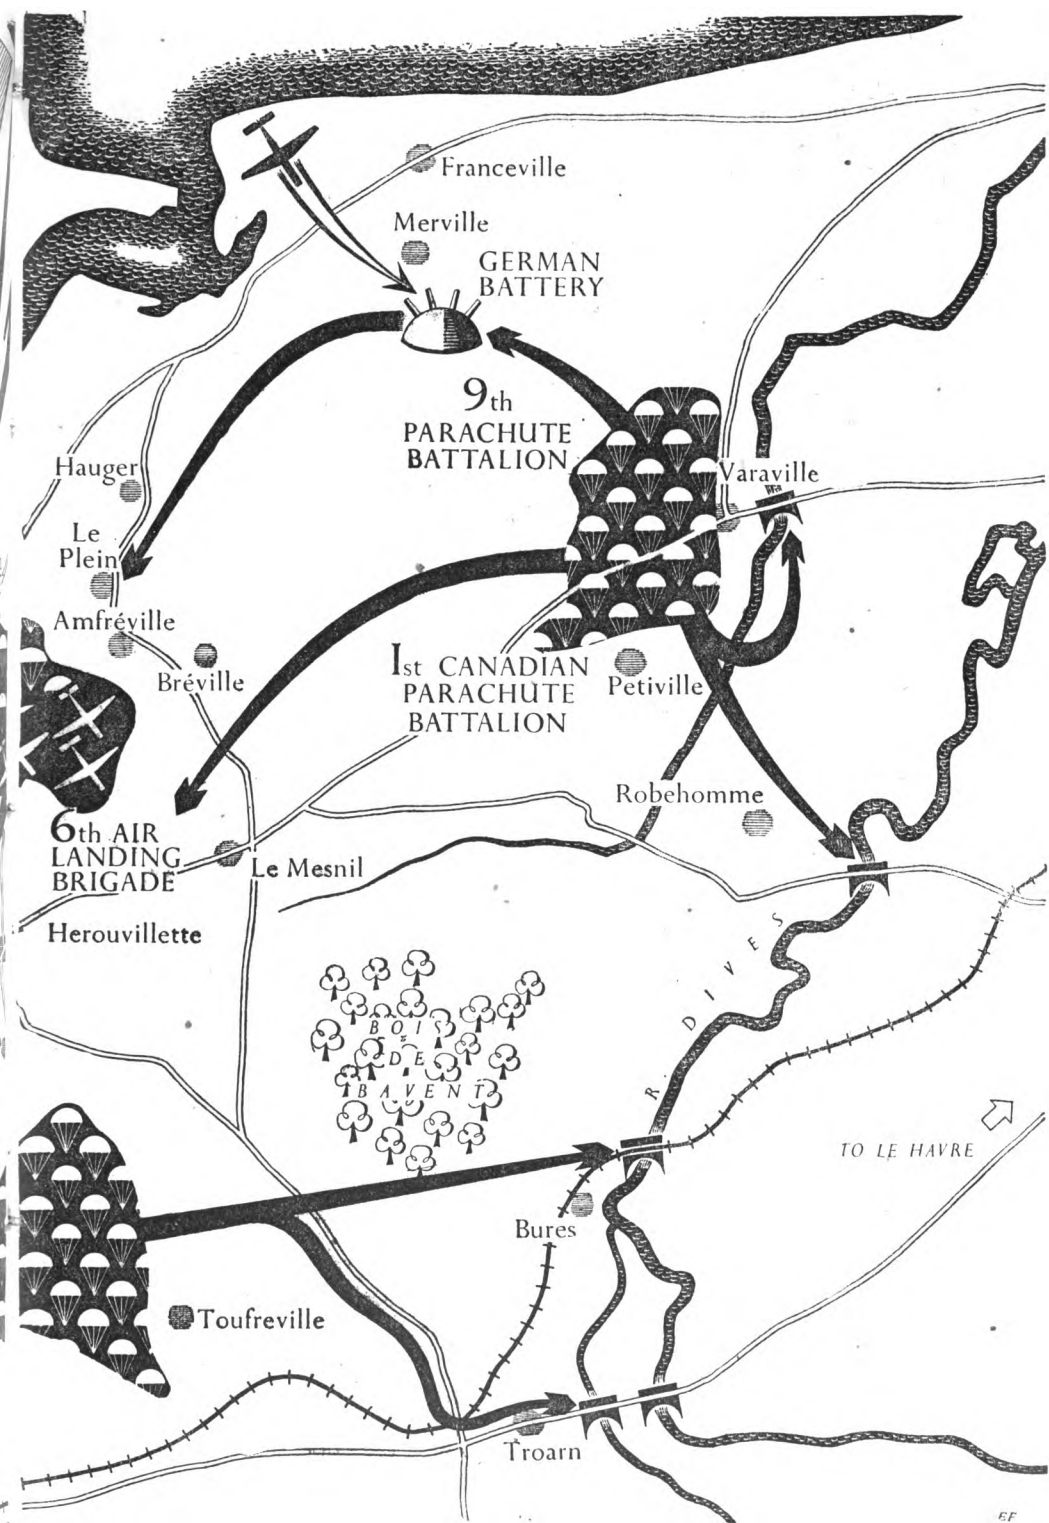 Franceville
Merville
GERMAN
BATTERY
9th
PARACHUTE
BATTALION
Varaville
Hauger
Le
Plein
Amfréville
Bréville
1st CANADIAN
PARACHUTE
BATTALION
Petiville
Robehomme
6th AIR
LANDING
BRIGADE
Le Mesnil
Herouvillette
R DIVES
BOIS
DE
BAVENT
TO LE HAVRE
Bures
Toufreville
Troarn
EF